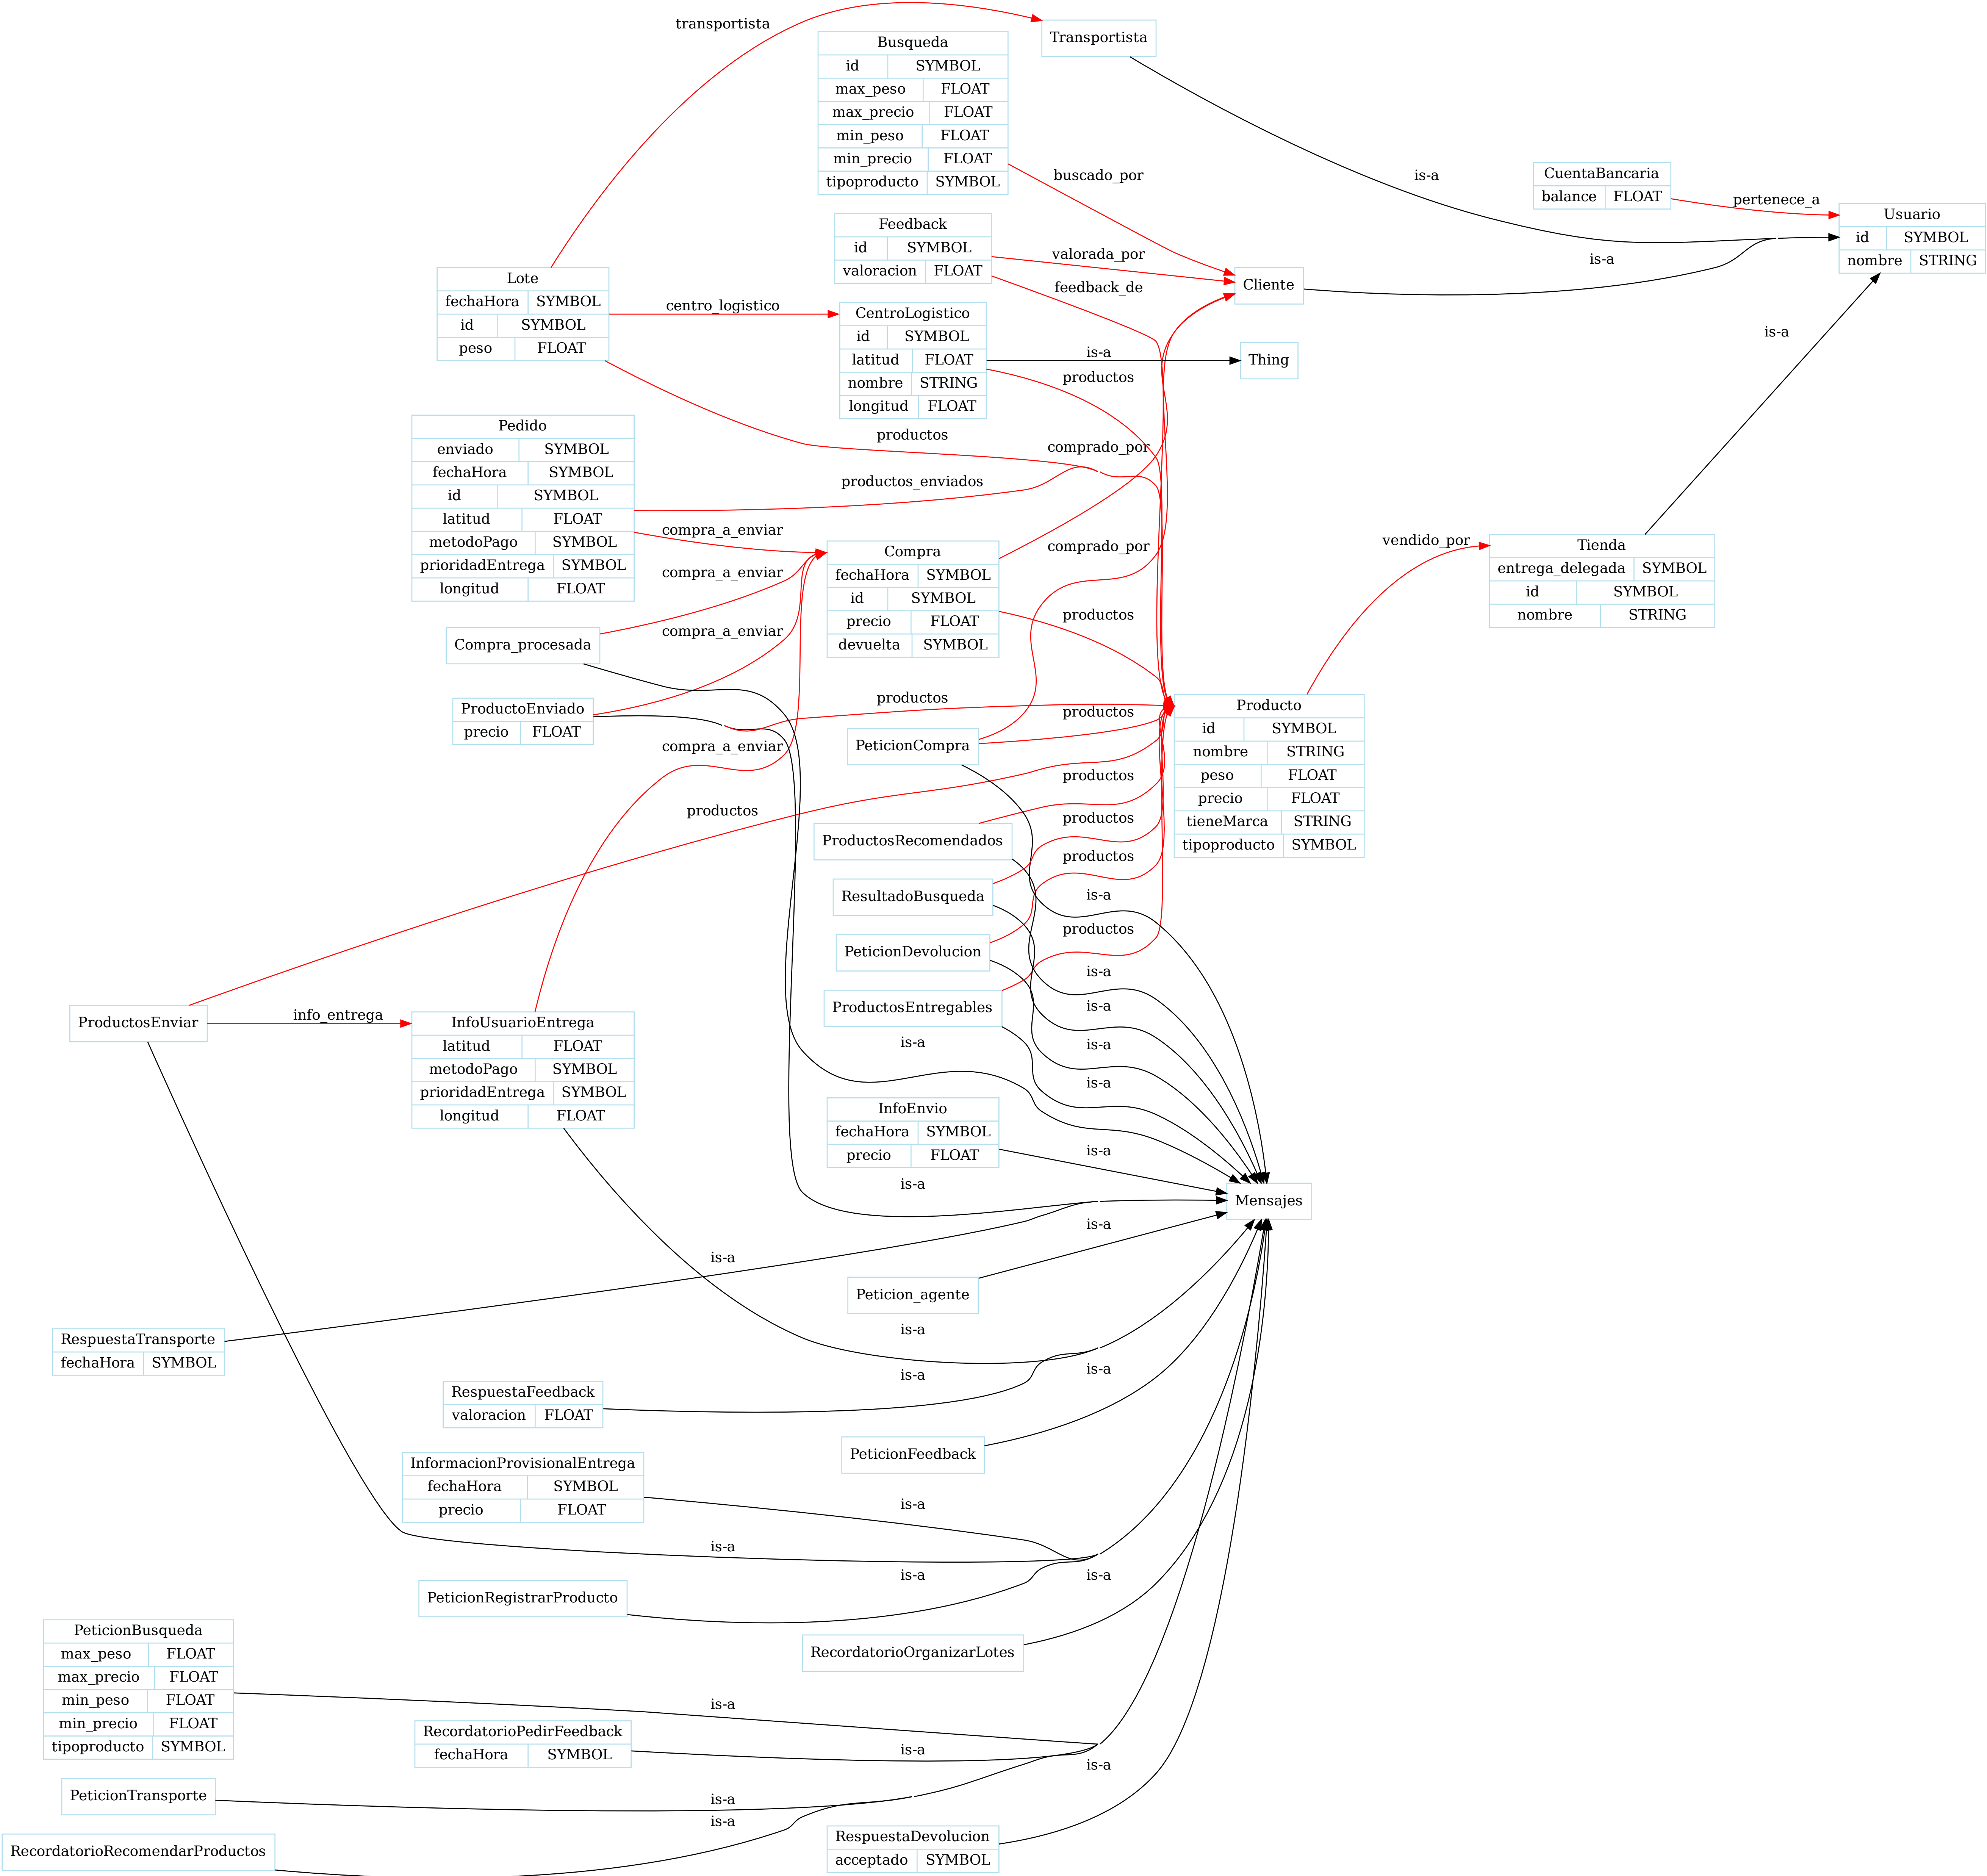 transportista
Transportista
Busqueda
id SYMBOL
max_peso FLOAT
max_precio FLOAT
min_peso FLOAT
min_precio FLOAT
tipoproducto SYMBOL
buscado_por
is-a
CuentaBancaria
balance FLOAT
pertenece_a
Usuario
id SYMBOL
nombre STRING
Feedback
id SYMBOL
valoracion FLOAT
valorada_por
feedback_de
Cliente
is-a
Lote
fechaHora SYMBOL
id SYMBOL
peso FLOAT
centro_logistico
CentroLogistico
id SYMBOL
latitud FLOAT
nombre STRING
longitud FLOAT
is-a
Thing
productos
is-a
productos
comprado_por
Pedido
enviado SYMBOL
fechaHora SYMBOL
id SYMBOL
latitud FLOAT
metodoPago SYMBOL
prioridadEntrega SYMBOL
longitud FLOAT
productos_enviados
compra_a_enviar
Compra
fechaHora SYMBOL
id SYMBOL
precio FLOAT
devuelta SYMBOL
comprado_por
productos
vendido_por
Tienda
entrega_delegada SYMBOL
id SYMBOL
nombre STRING
compra_a_enviar
Compra_procesada
compra_a_enviar
ProductoEnviado
precio FLOAT
productos
compra_a_enviar
PeticionCompra
productos
Producto
id SYMBOL
nombre STRING
peso FLOAT
precio FLOAT
tieneMarca STRING
tipoproducto SYMBOL
productos
productos
ProductosRecomendados
productos
ResultadoBusqueda
productos
is-a
PeticionDevolucion
productos
is-a
ProductosEntregables
is-a
ProductosEnviar
info_entrega
InfoUsuarioEntrega
latitud FLOAT
metodoPago SYMBOL
prioridadEntrega SYMBOL
longitud FLOAT
is-a
is-a
is-a
InfoEnvio
fechaHora SYMBOL
precio FLOAT
is-a
is-a
Mensajes
is-a
is-a
Peticion_agente
RespuestaTransporte
fechaHora SYMBOL
is-a
is-a
is-a
RespuestaFeedback
valoracion FLOAT
PeticionFeedback
InformacionProvisionalEntrega
fechaHora SYMBOL
precio FLOAT
is-a
is-a
is-a
is-a
PeticionRegistrarProducto
RecordatorioOrganizarLotes
PeticionBusqueda
max_peso FLOAT
max_precio FLOAT
min_peso FLOAT
min_precio FLOAT
tipoproducto SYMBOL
is-a
RecordatorioPedirFeedback
fechaHora SYMBOL
is-a
is-a
PeticionTransporte
is-a
is-a
RecordatorioRecomendarProductos
RespuestaDevolucion
acceptado SYMBOL